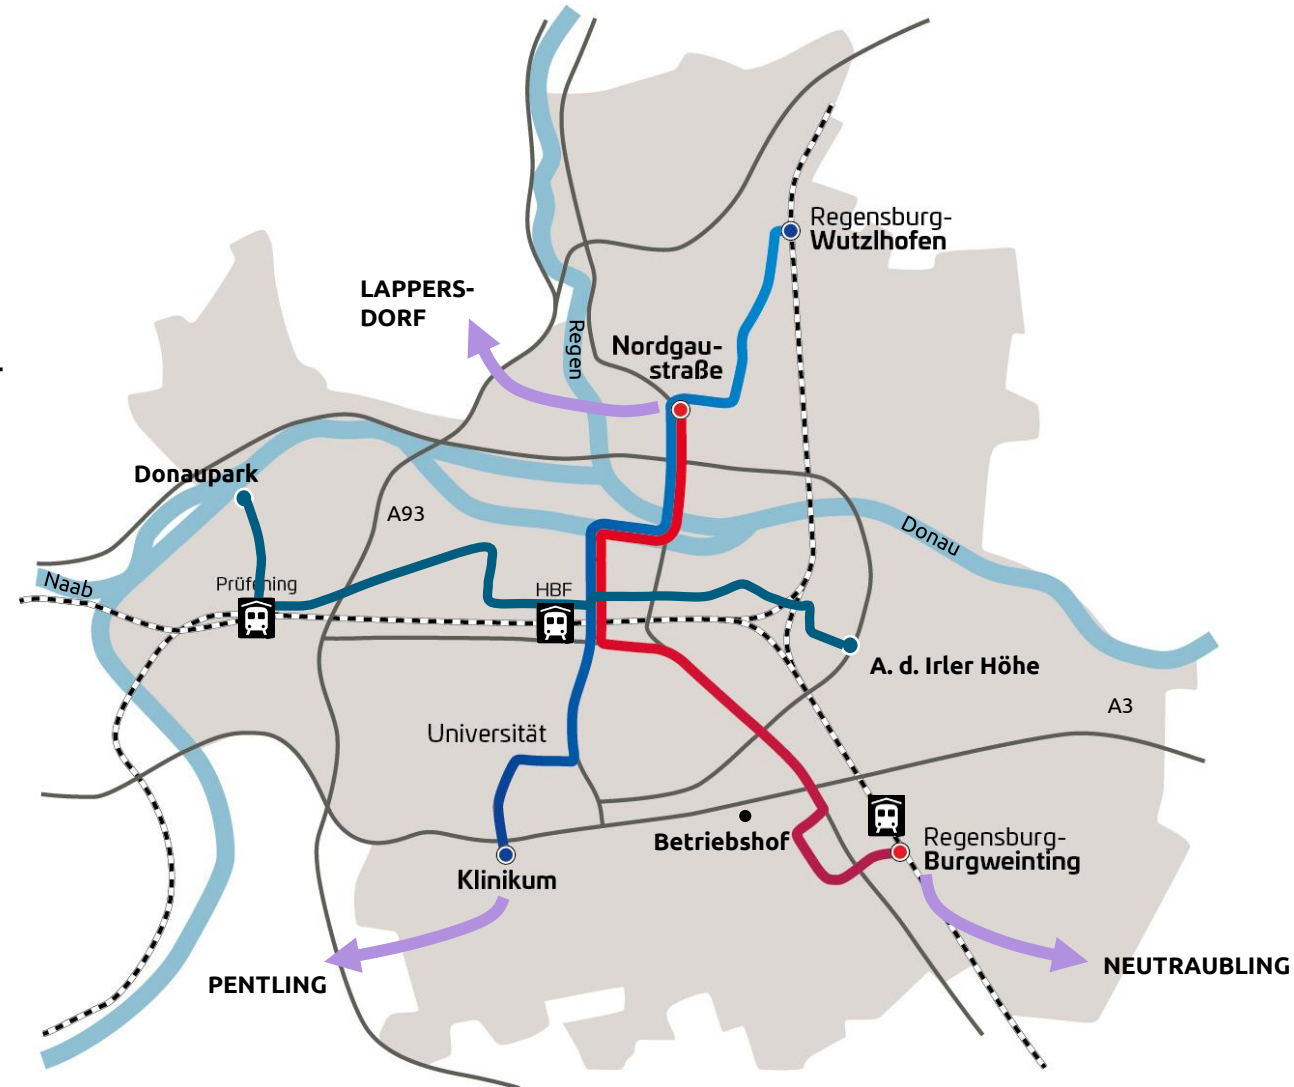 Regensburg-
Wutzlhofen
LAPPERS-
DORF
Regen
Nordgau-
straße
Donaupark
A93
Donau
Naab
Prüfening
HBF
A. d. Irler Höhe
A3
Universität
Betriebshof
Regensburg-
Burgweinting
Klinikum
PENTLING
NEUTRAUBLING